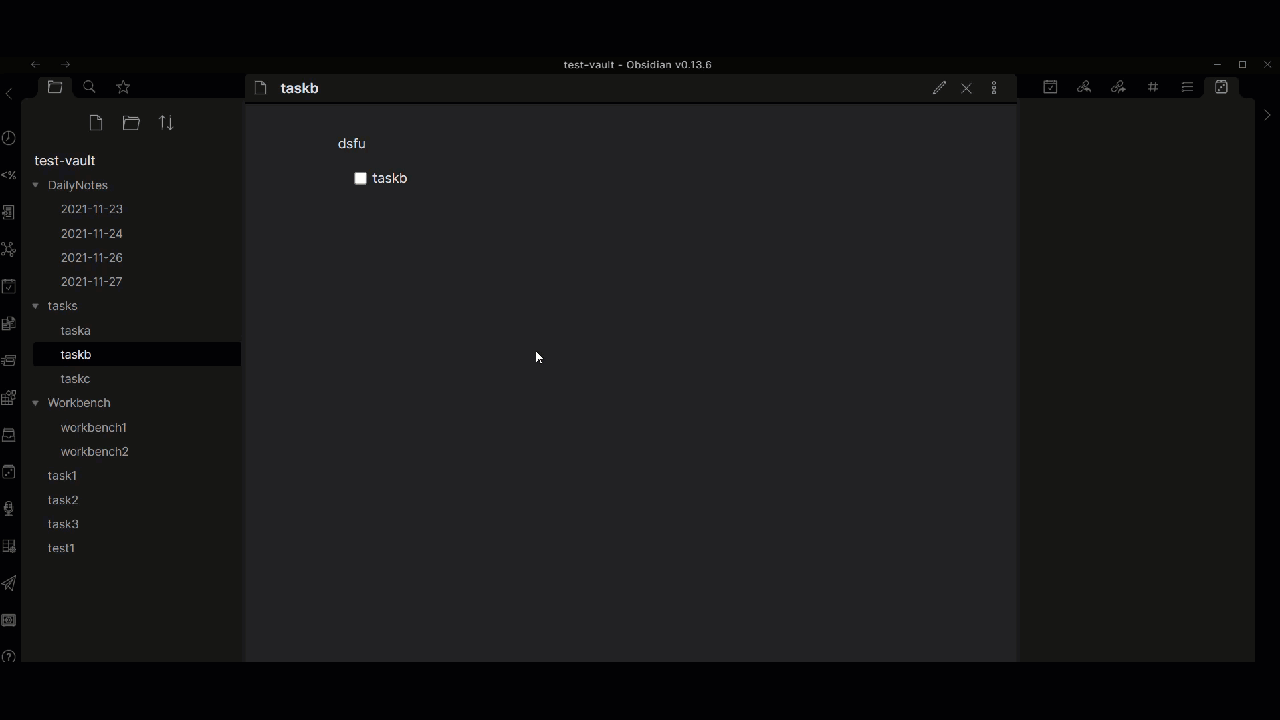 test-vault - Obsidian v0.13.6
taskb
test-vault
DailyNotes
2021-11-23
2021-11-24
2021-11-26
2021-11-27
tasks
taska
taskb
taskc
Workbench
workbench1
workbench2
task1
task2
task3
test1
dsfu
taskb